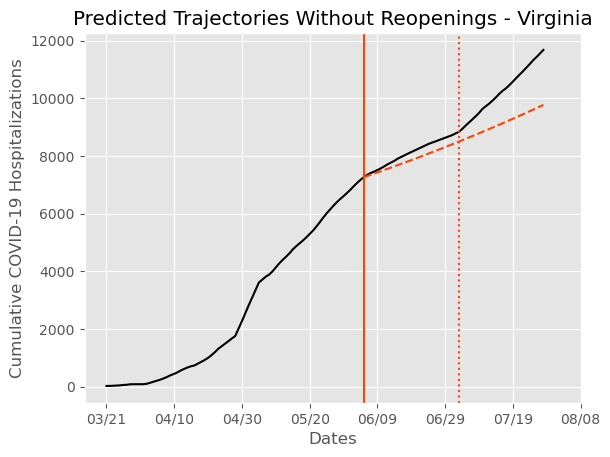 Predicted Trajectories Without Reopenings - Virginia
12000
10000
8000
6000
4000
2000
0
Cumulative COVID-19 Hospitalizations
03/21 04/10 04/30 05/20 06/09 06/29 07/19 08/08
Dates